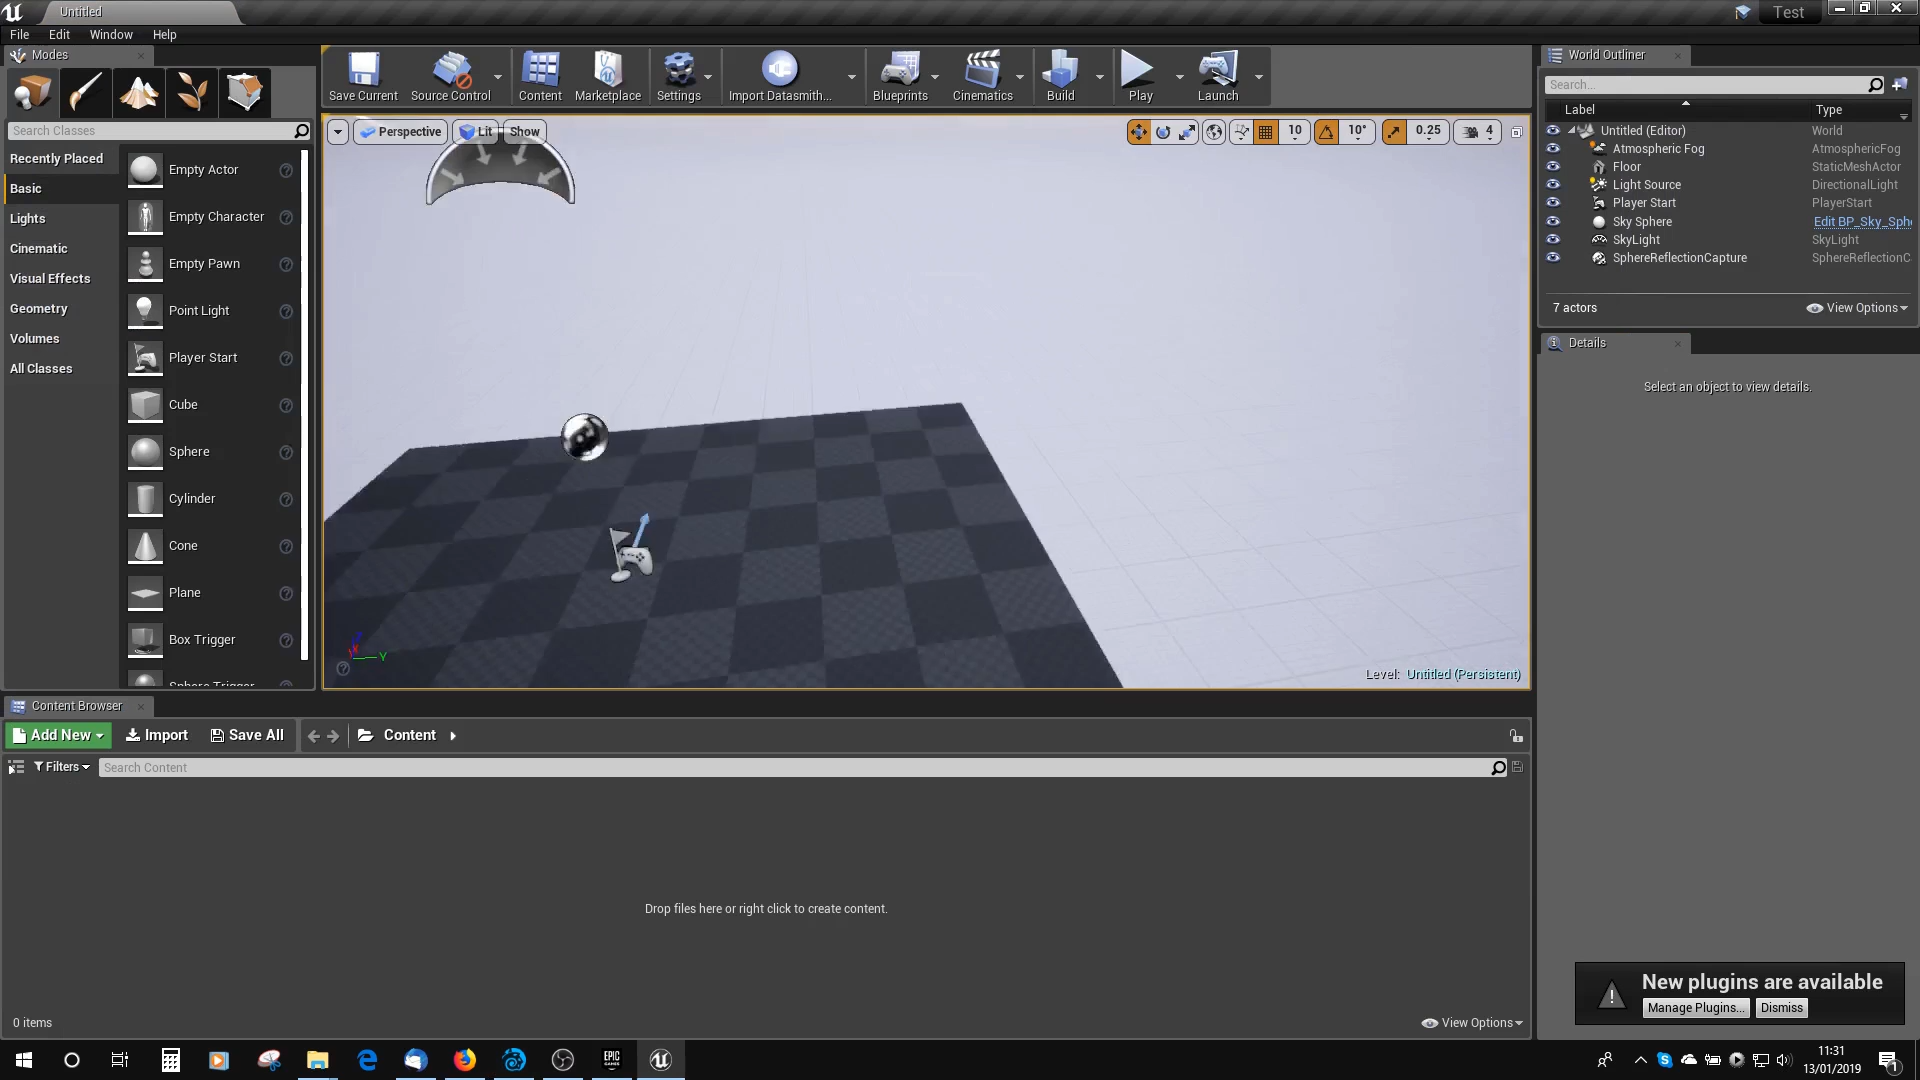 Untitled
Test
File Edit Window Help
Modes
Search Classes
Recently Placed
Basic
Lights
Cinematic
Visual Effects
Geometry
Volumes
All Classes
Empty Actor
Empty Character
Empty Pawn
Point Light
Player Start
Cube
Sphere
Cylinder
Cone
Plane
Box Trigger
Sphere Trigger
Save Current
Source Control
Content
Marketplace
Settings
Import Datasmith...
Blueprints
Cinematics
Build
Play
Launch
Perspective Lit Show
10 10° 0.25 4
Y
Level: Untitled (Persistent)
World Outliner
Search...
Label Type
Untitled (Editor) World
Atmospheric Fog AtmosphericFog
Floor StaticMeshActor
Light Source DirectionalLight
Player Start PlayerStart
Sky Sphere Edit BP_Sky_Sph
SkyLight SkyLight
SphereReflectionCapture SphereReflectionC
7 actors View Options
Details
Select an object to view details.
Content Browser
Add New Import Save All Content
Filters Search Content
Drop files here or right click to create content.
0 items View Options
New plugins are available
Manage Plugins... Dismiss
EPIC
GAMES
11:31
13/01/2019
1